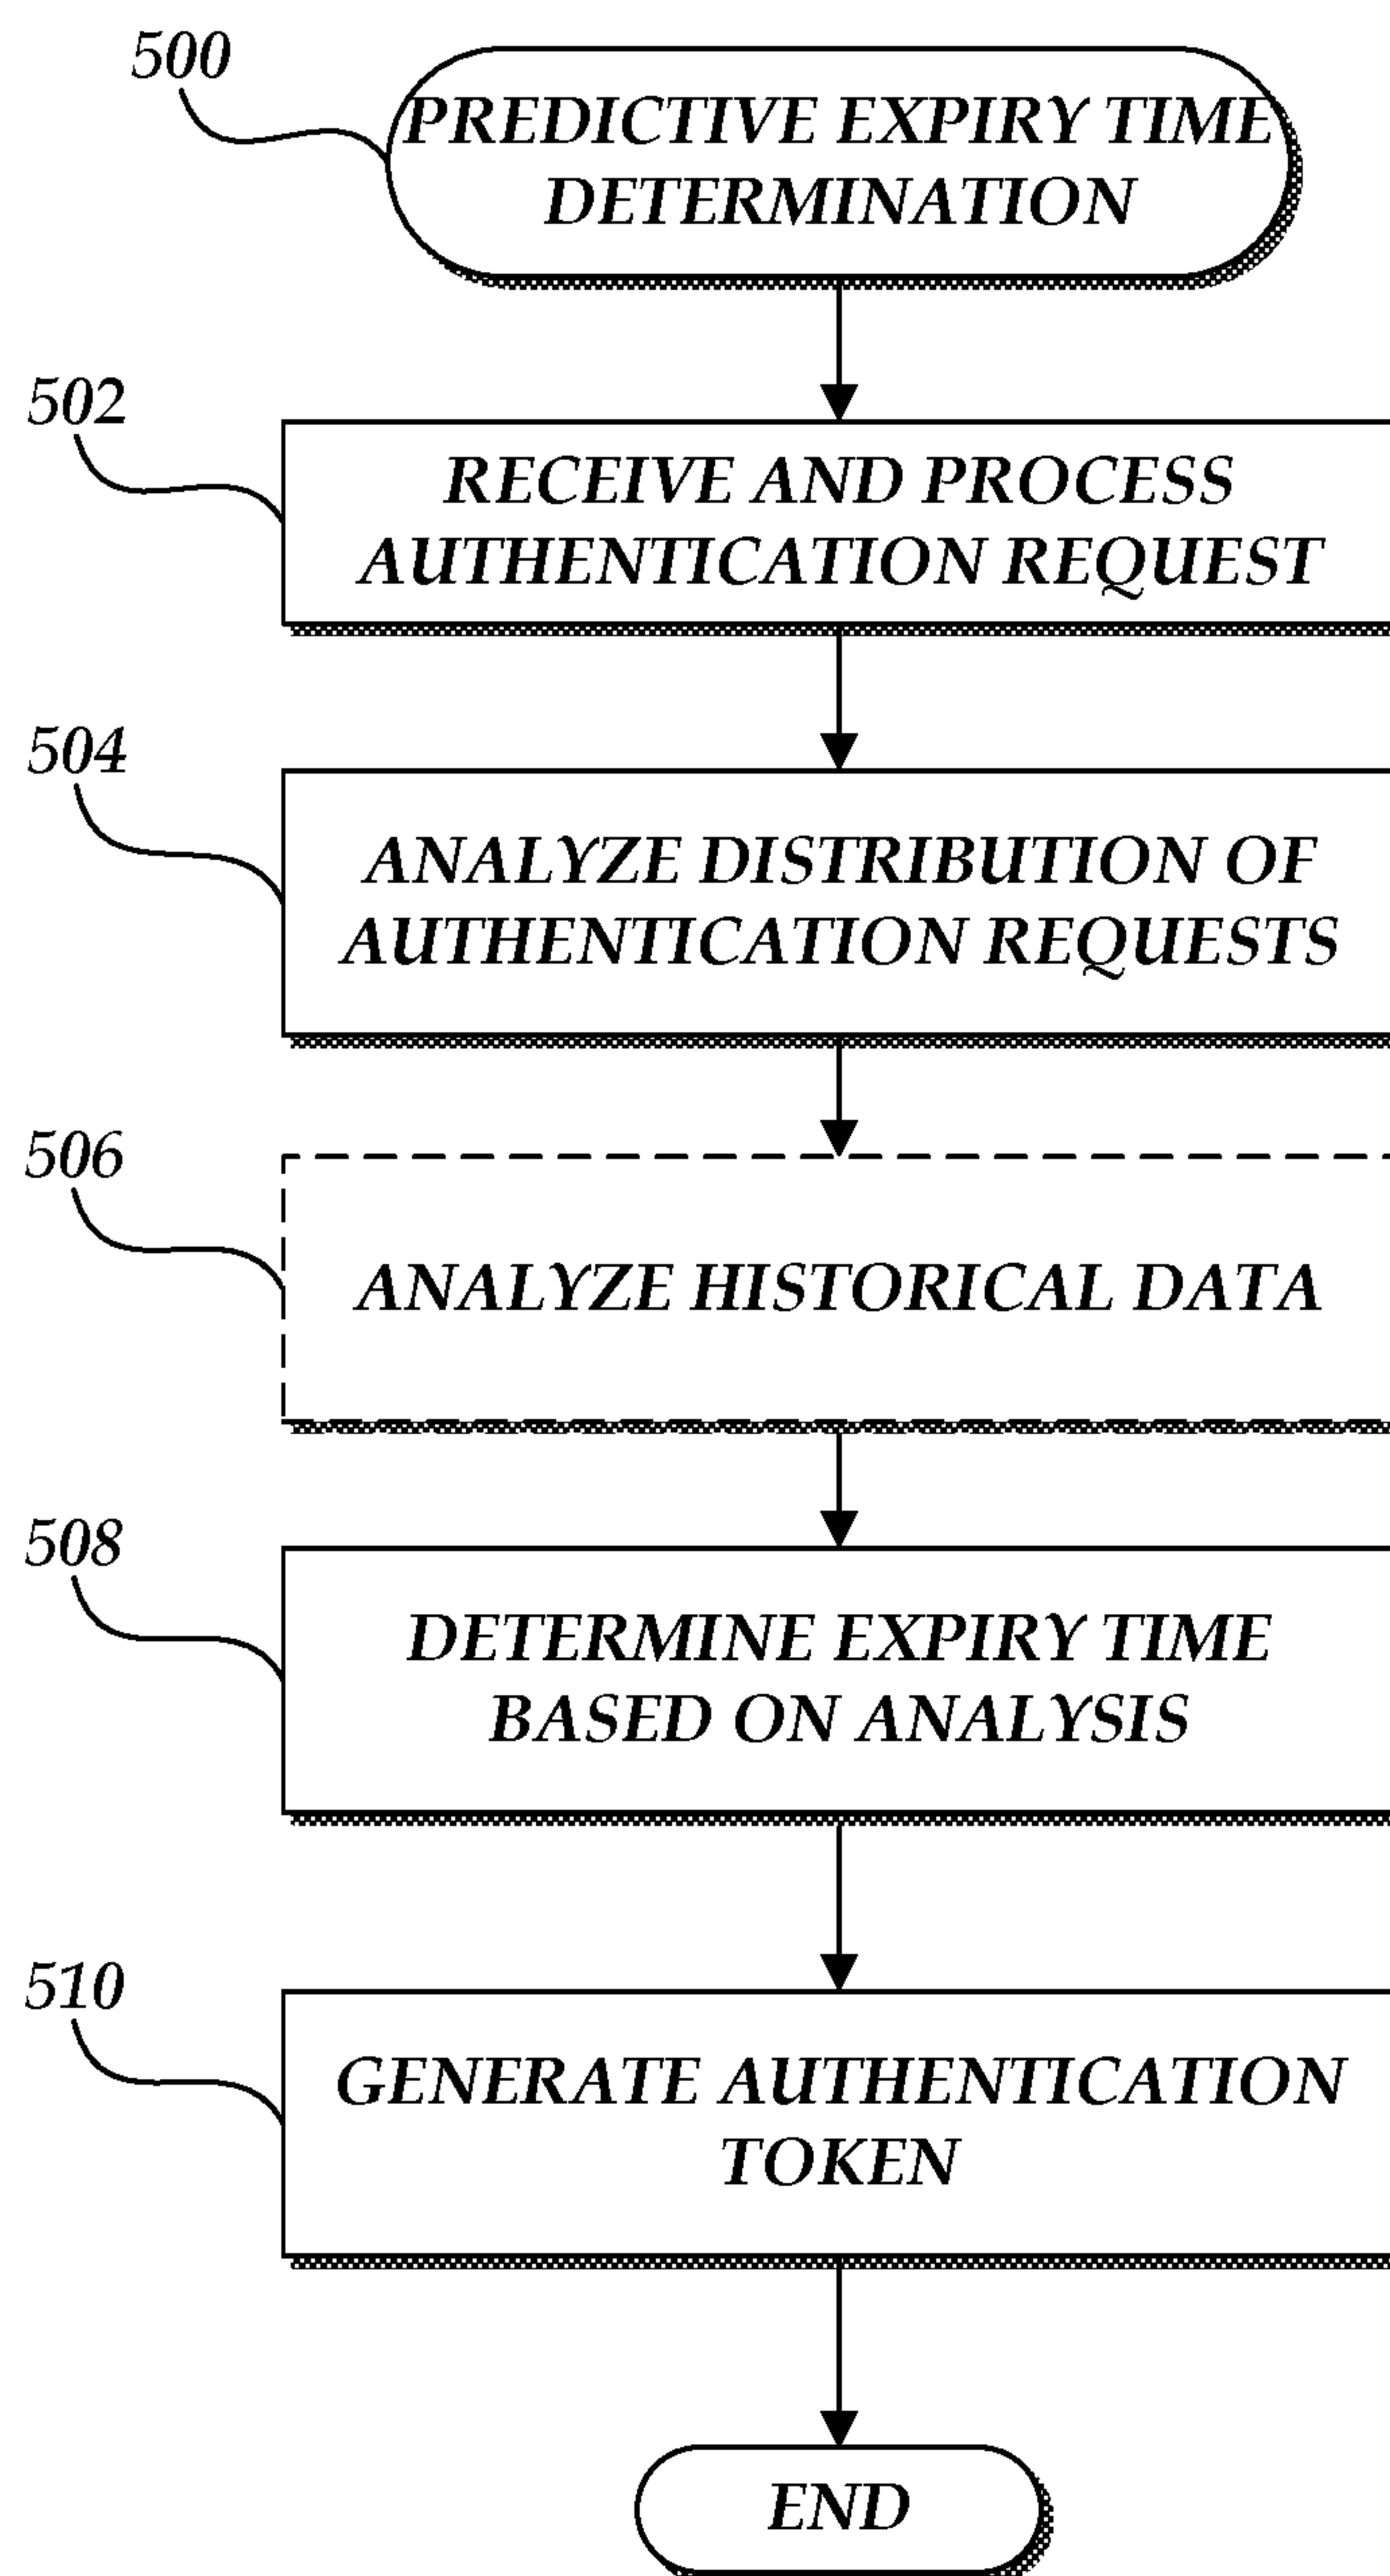 500
PREDICTIVE EXPIRY TIME
DETERMINATION
502
RECEIVE AND PROCESS
AUTHENTICATION REQUEST
504
ANALYZE DISTRIBUTION OF
AUTHENTICATION REQUESTS
506
ANALYZE HISTORICAL DATA
508
DETERMINE EXPIRY TIME
BASED ON ANALYSIS
510
GENERATE AUTHENTICATION
TOKEN
END